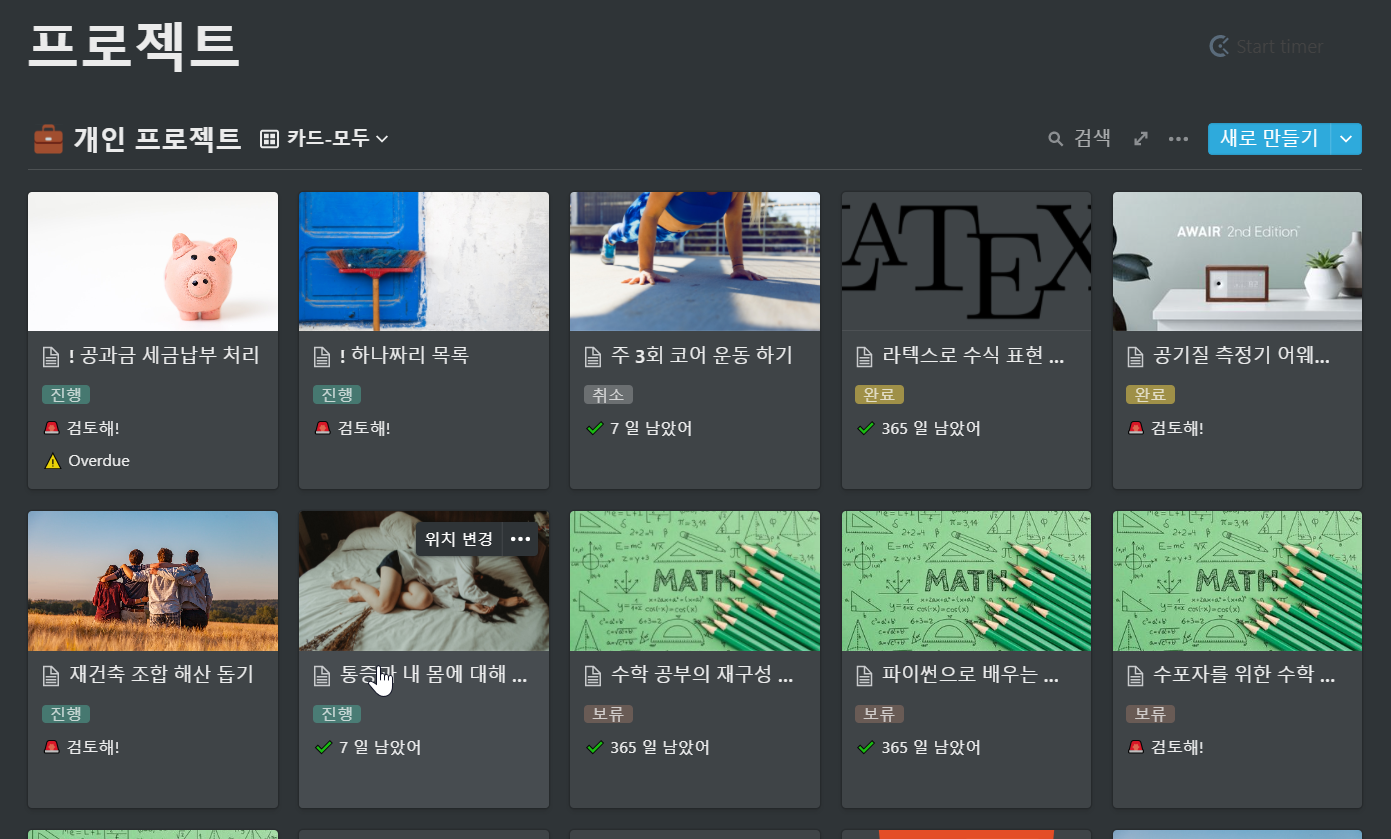 프로젝트
Start timer
개인 프로젝트 카드-모두
검색
새로 만들기
LATEX
AWAIR 2nd Edition
! 공과금 세금납부 처리
진행
검토해!
Overdue
! 하나짜리 목록
진행
검토해!
주 3회 코어 운동 하기
취소
7 일 남았어
라텍스로 수식 표현 ...
완료
365 일 남았어
공기질 측정기 어웨...
완료
검토해!
위치 변경
재건축 조합 해산 돕기
진행
검토해!
내 몸에 대해 ...
진행
7 일 남았어
MATH
수학 공부의 재구성 ...
보류
365 일 남았어
MATH
파이썬으로 배우는 ...
보류
365 일 남았어
MATH
수포자를 위한 수학 ...
보류
검토해!